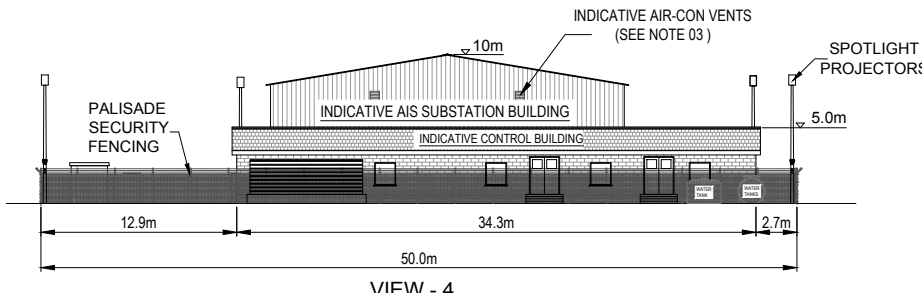 INDICATIVE AIR-CON VENTS
(SEE NOTE 03 )
10m
SPOTLIGHT
PROJECTORS
PALISADE
SECURITY
FENCING
INDICATIVE AIS SUBSTATION BUILDING
5.0m
INDICATIVE CONTROL BUILDING
WATER
TANK
WATER
TANKS
12.9m
34.3m
2.7m
50.0m
VIEW - 4